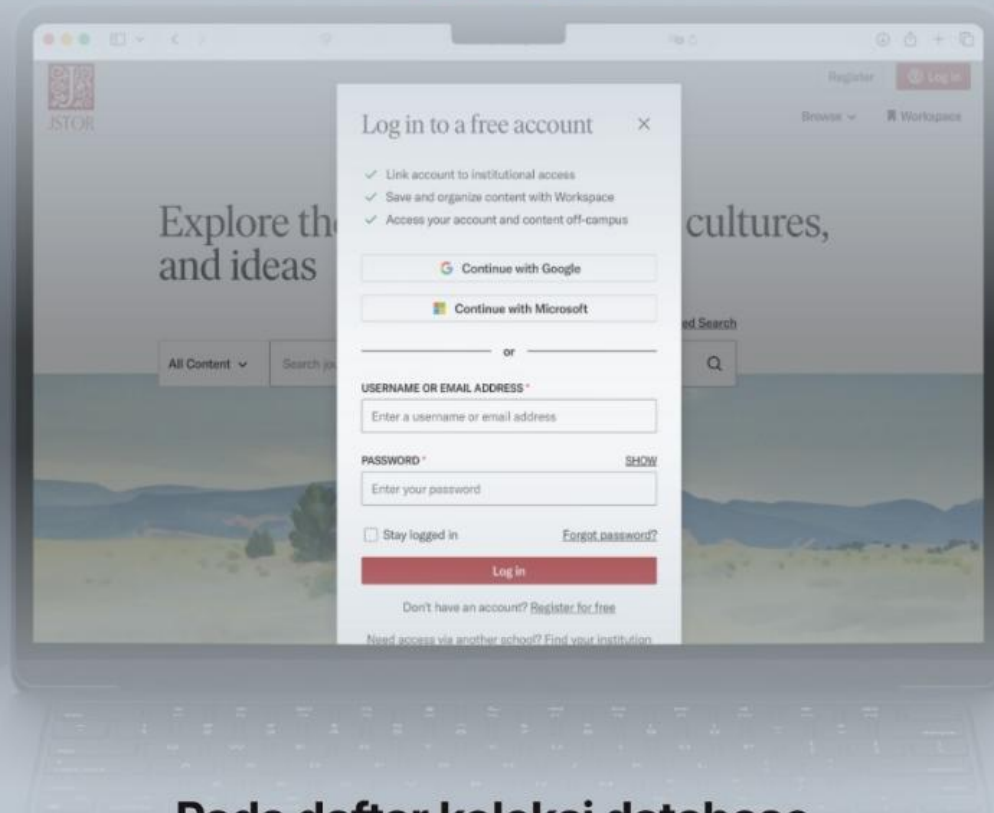 JSTOR
Register
Log in
Browse
Workspace
Log in to a free account
Link account to institutional access
Save and organize content with Workspace
Access your account and content off-campus
Explore the cultures,
and ideas
Continue with Google
Continue with Microsoft
or
ed Search
All Content
Search jou
USERNAME OR EMAIL ADDRESS *
Enter a username or email address
PASSWORD * SHOW
Enter your password
Stay logged in Forgot password?
Log in
Don't have an account? Register for free
Need access via another school? Find your institution
Pada daftar koleksi database